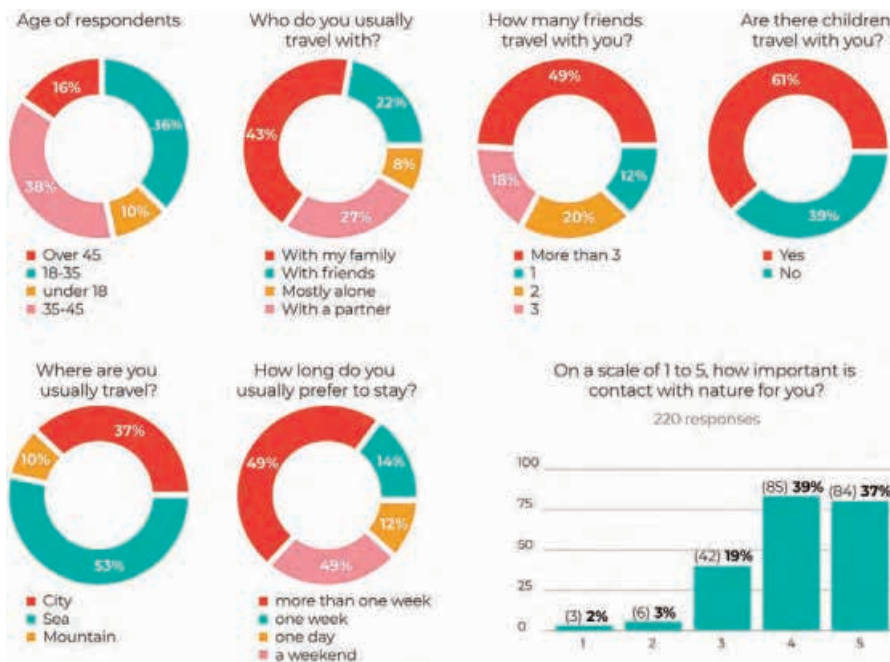 Age of respondents
16%
36%
38%
10%
Over 45
18-35
under 18
35-45
Who do you usually
travel with?
22%
43%
8%
27%
With my family
With friends
Mostly alone
With a partner
How many friends
travel with you?
49%
18%
12%
20%
More than 3
1
2
3
Are there children
travel with you?
61%
39%
Yes
No
Where are you
usually travel?
37%
10%
53%
City
Sea
Mountain
How long do you
usually prefer to stay?
49%
14%
12%
49%
more than one week
one week
one day
a weekend
On a scale of 1 to 5, how important is
contact with nature for you?
220 responses
100
75
50
25
0
(3) 2%
(6) 3%
(42) 19%
(85) 39%
(84) 37%
1
2
3
4
5